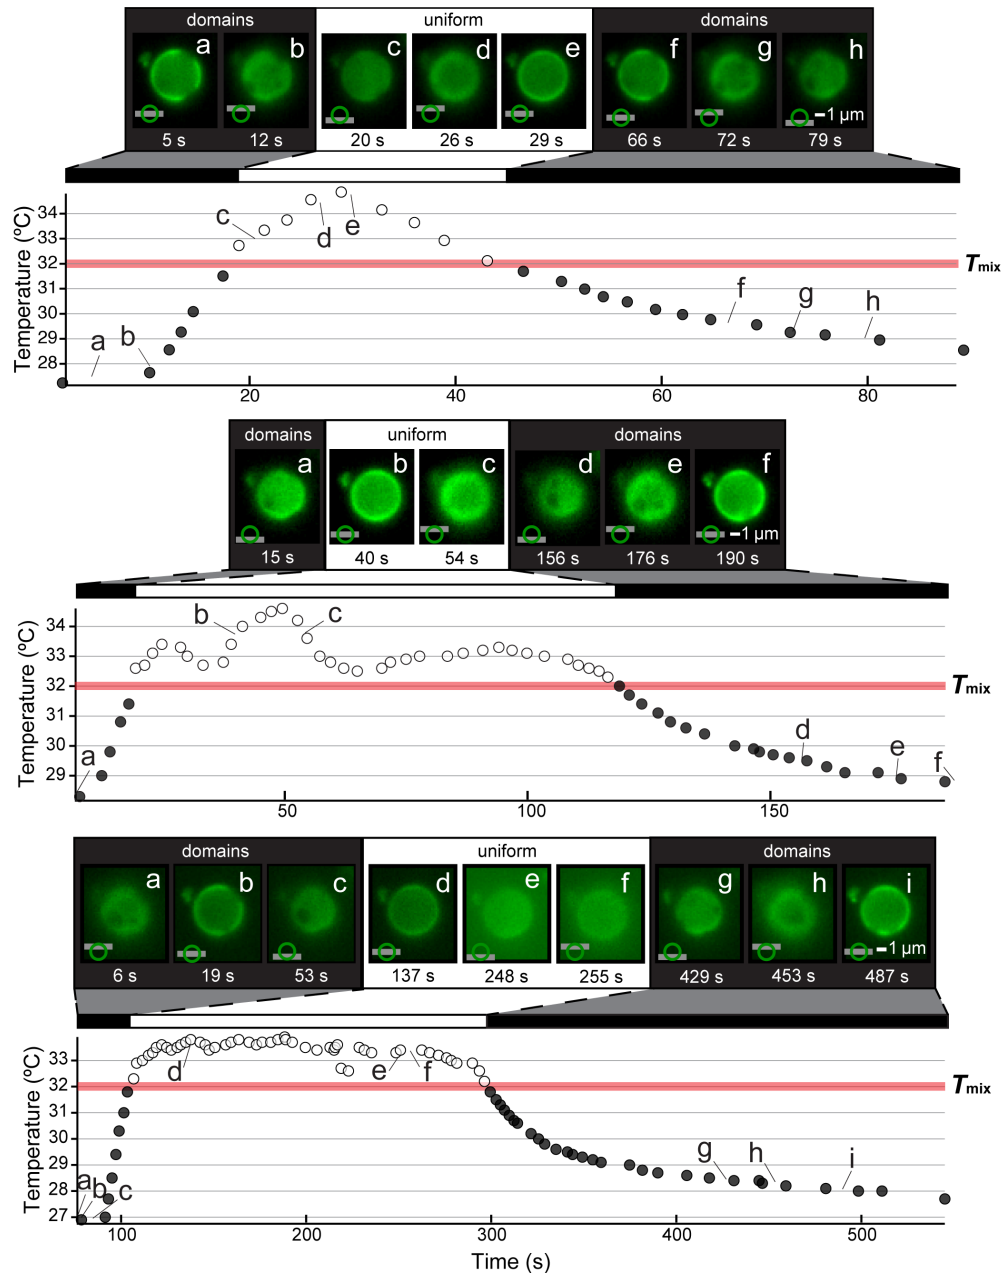 domains uniform domains
a b c d e f g h
1 µm
5 s 12 s 20 s 26 s 29 s 66 s 72 s 79 s
Temperature (ºC)
34
33
32
31
30
29
28
Tmix
a b c d e f g h
20 40 60 80
domains uniform domains
a b c d e f
1 µm
15 s 40 s 54 s 156 s 176 s 190 s
Temperature (ºC)
34
33
32
31
30
29
Tmix
a b c d e f
50 100 150
domains uniform domains
a b c d e f g h i
1 µm
6 s 19 s 53 s 137 s 248 s 255 s 429 s 453 s 487 s
Temperature (ºC)
33
32
31
30
29
28
27
Tmix
a b c d e f g h i
100 200 300 400 500
Time (s)